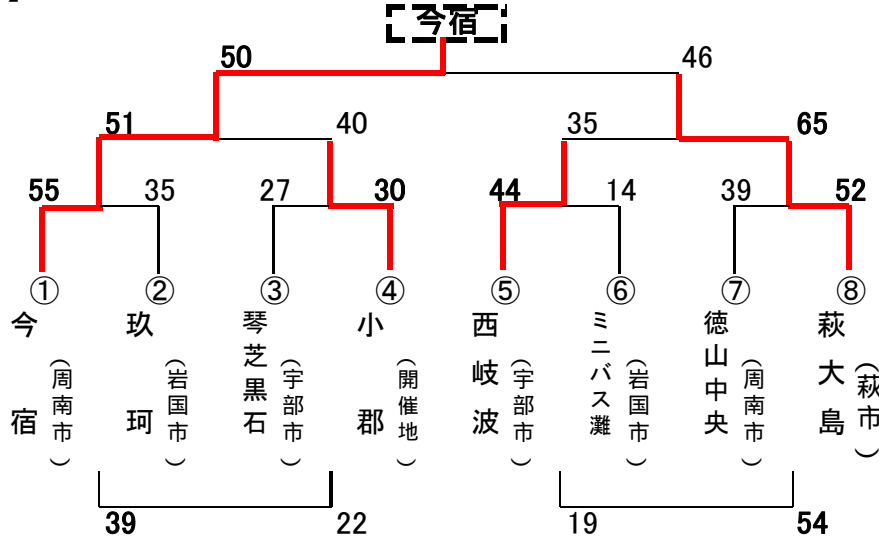 今宿
50 46
51 40 35 65
55 35 27 30 44 14 39 52
① ② ③ ④ ⑤ ⑥ ⑦ ⑧
今宿
(周南市)
玖珂
(岩国市)
琴芝黒石
(宇部市)
小郡
(開催地)
西岐波
(宇部市)
ミニバス灘
(岩国市)
徳山中央
(周南市)
萩大島
(萩市)
39 22 19 54